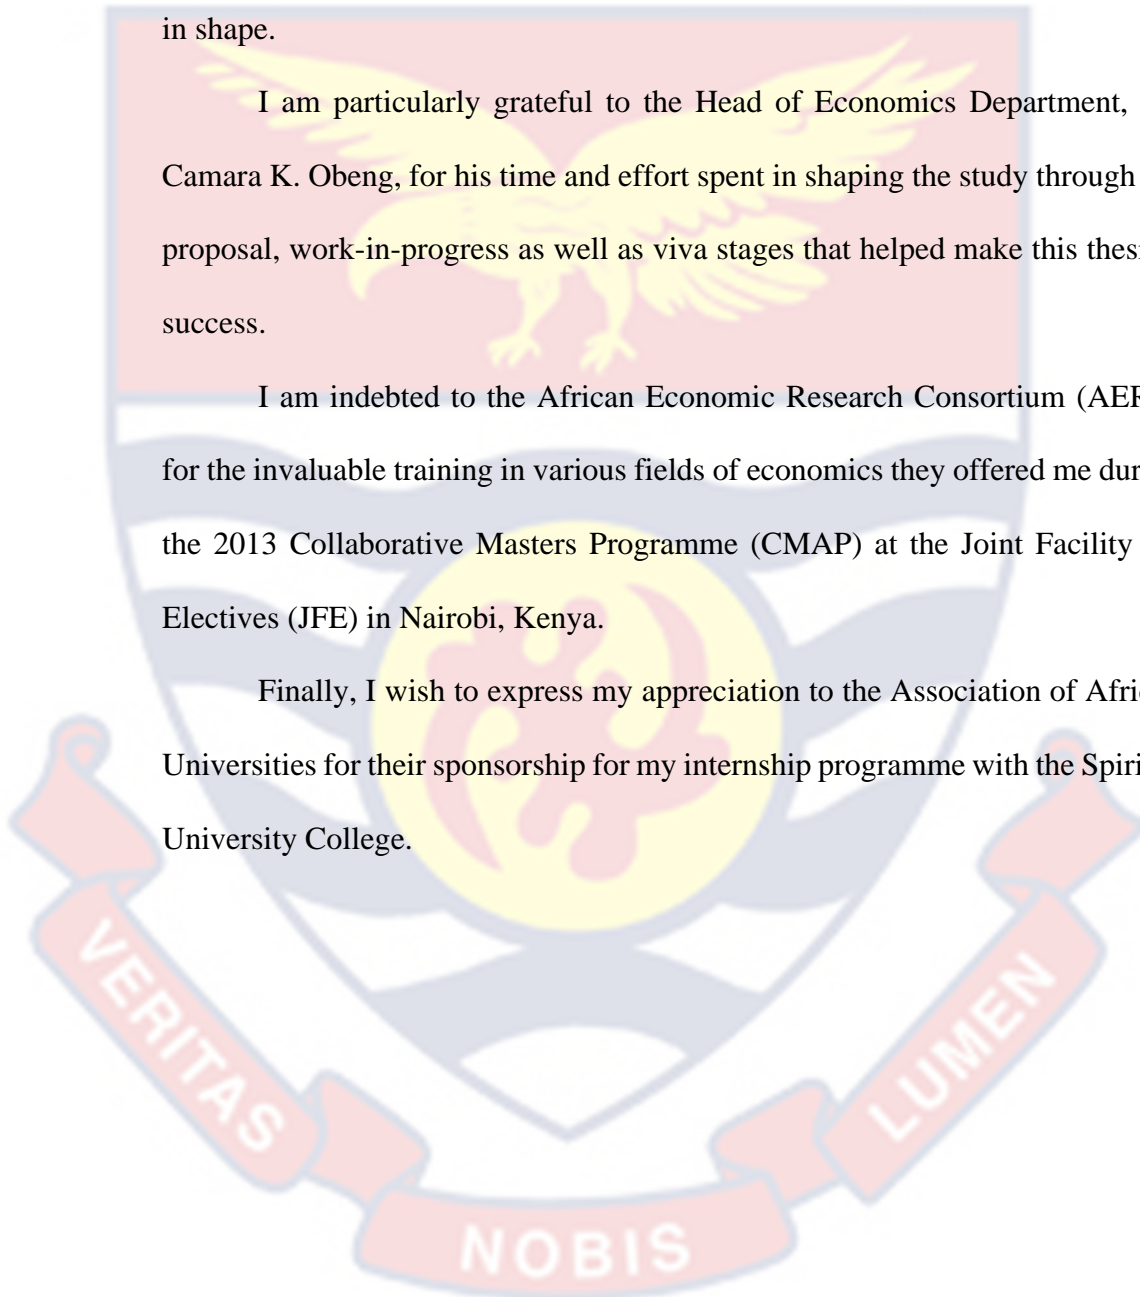 in shape.
I am particularly grateful to the Head of Economics Department,
Camara K. Obeng, for his time and effort spent in shaping the study through
proposal, work-in-progress as well as viva stages that helped make this thesi
success.
I am indebted to the African Economic Research Consortium (AER
for the invaluable training in various fields of economics they offered me dur
the 2013 Collaborative Masters Programme (CMAP) at the Joint Facility
Electives (JFE) in Nairobi, Kenya.
Finally, I wish to express my appreciation to the Association of Afri
Universities for their sponsorship for my internship programme with the Spiri
University College.
VERITAS
NOBIS
LUMEN